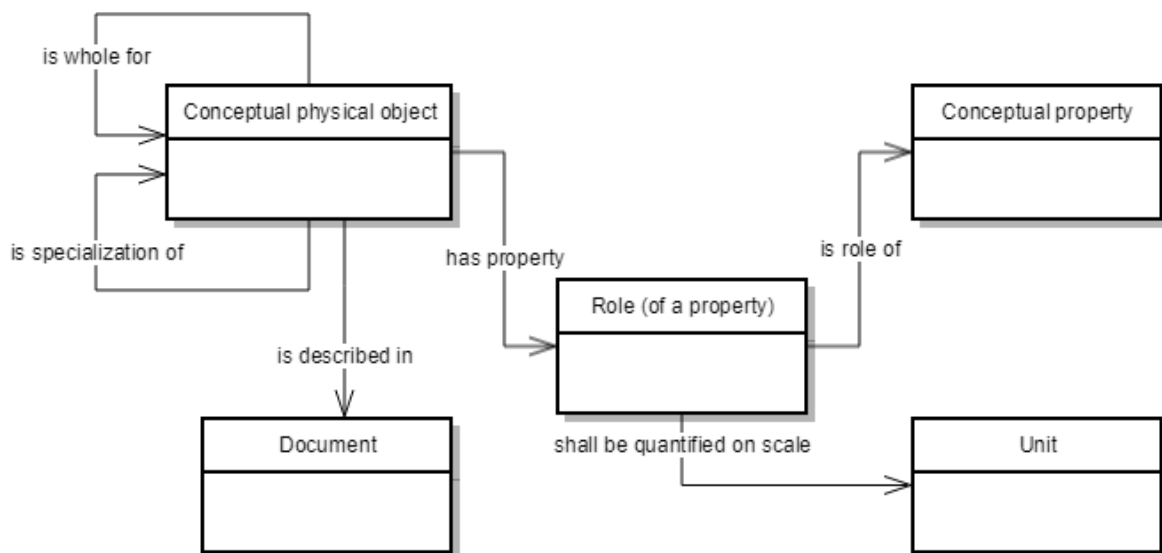 is whole for
Conceptual physical object
Conceptual property
is specialization of
has property
is role of
Role (of a property)
is described in
Document
shall be quantified on scale
Unit